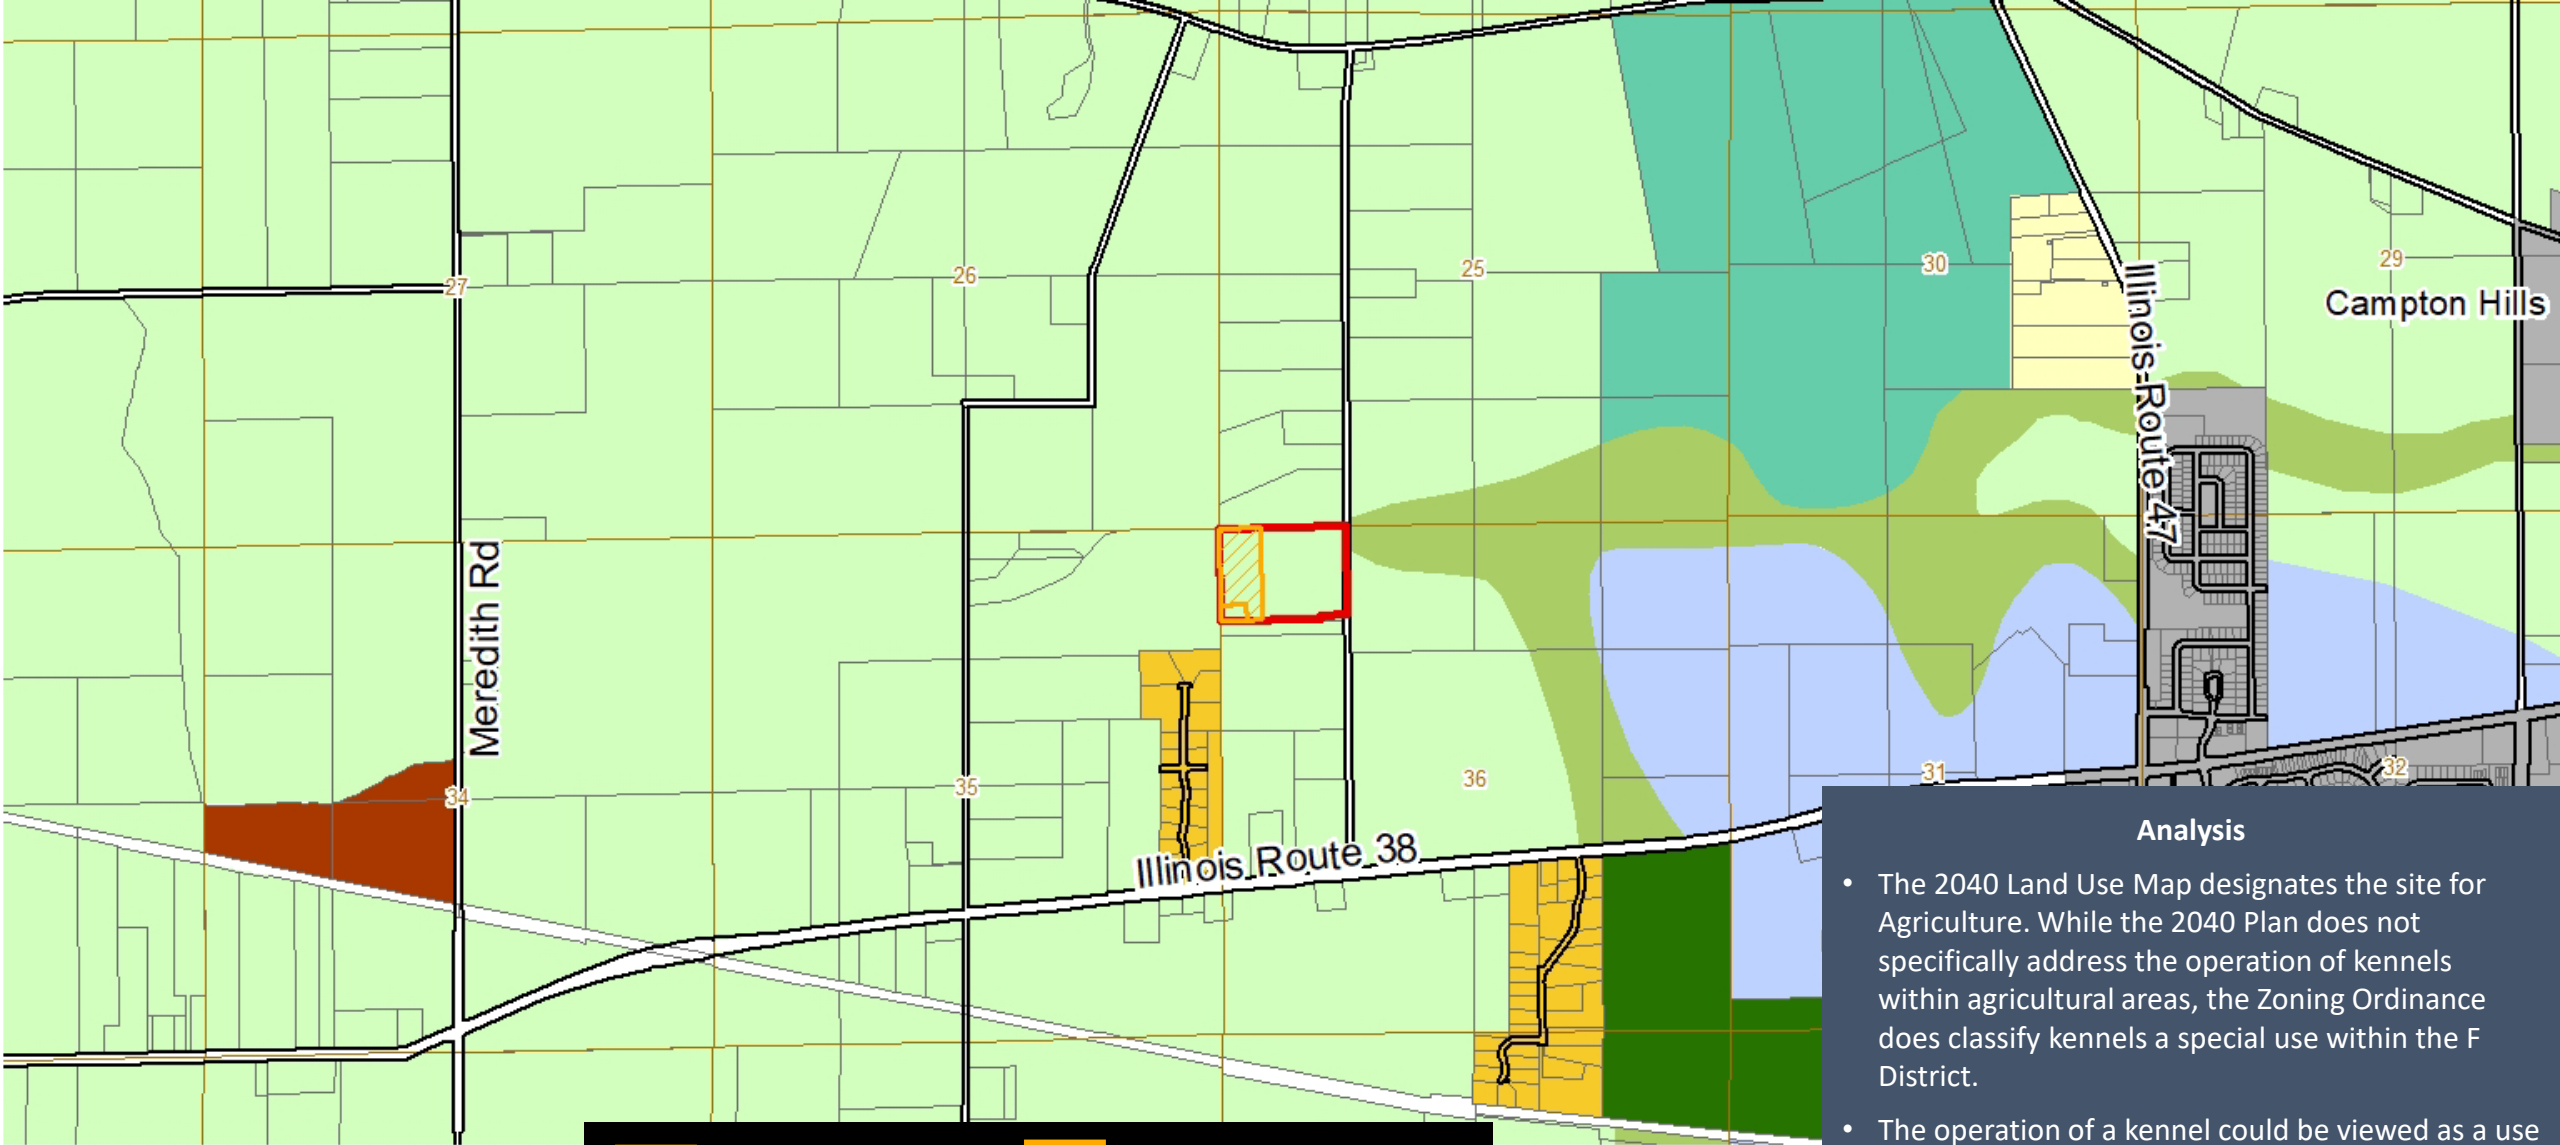 27
26
25
30
29
Campton Hills
Illinois Route 47
Meredith Rd
34
35
36
31
32
Illinois Route 38
Analysis
• The 2040 Land Use Map designates the site for
Agriculture. While the 2040 Plan does not
specifically address the operation of kennels
within agricultural areas, the Zoning Ordinance
does classify kennels a special use within the F
District.
• The operation of a kennel could be viewed as a use